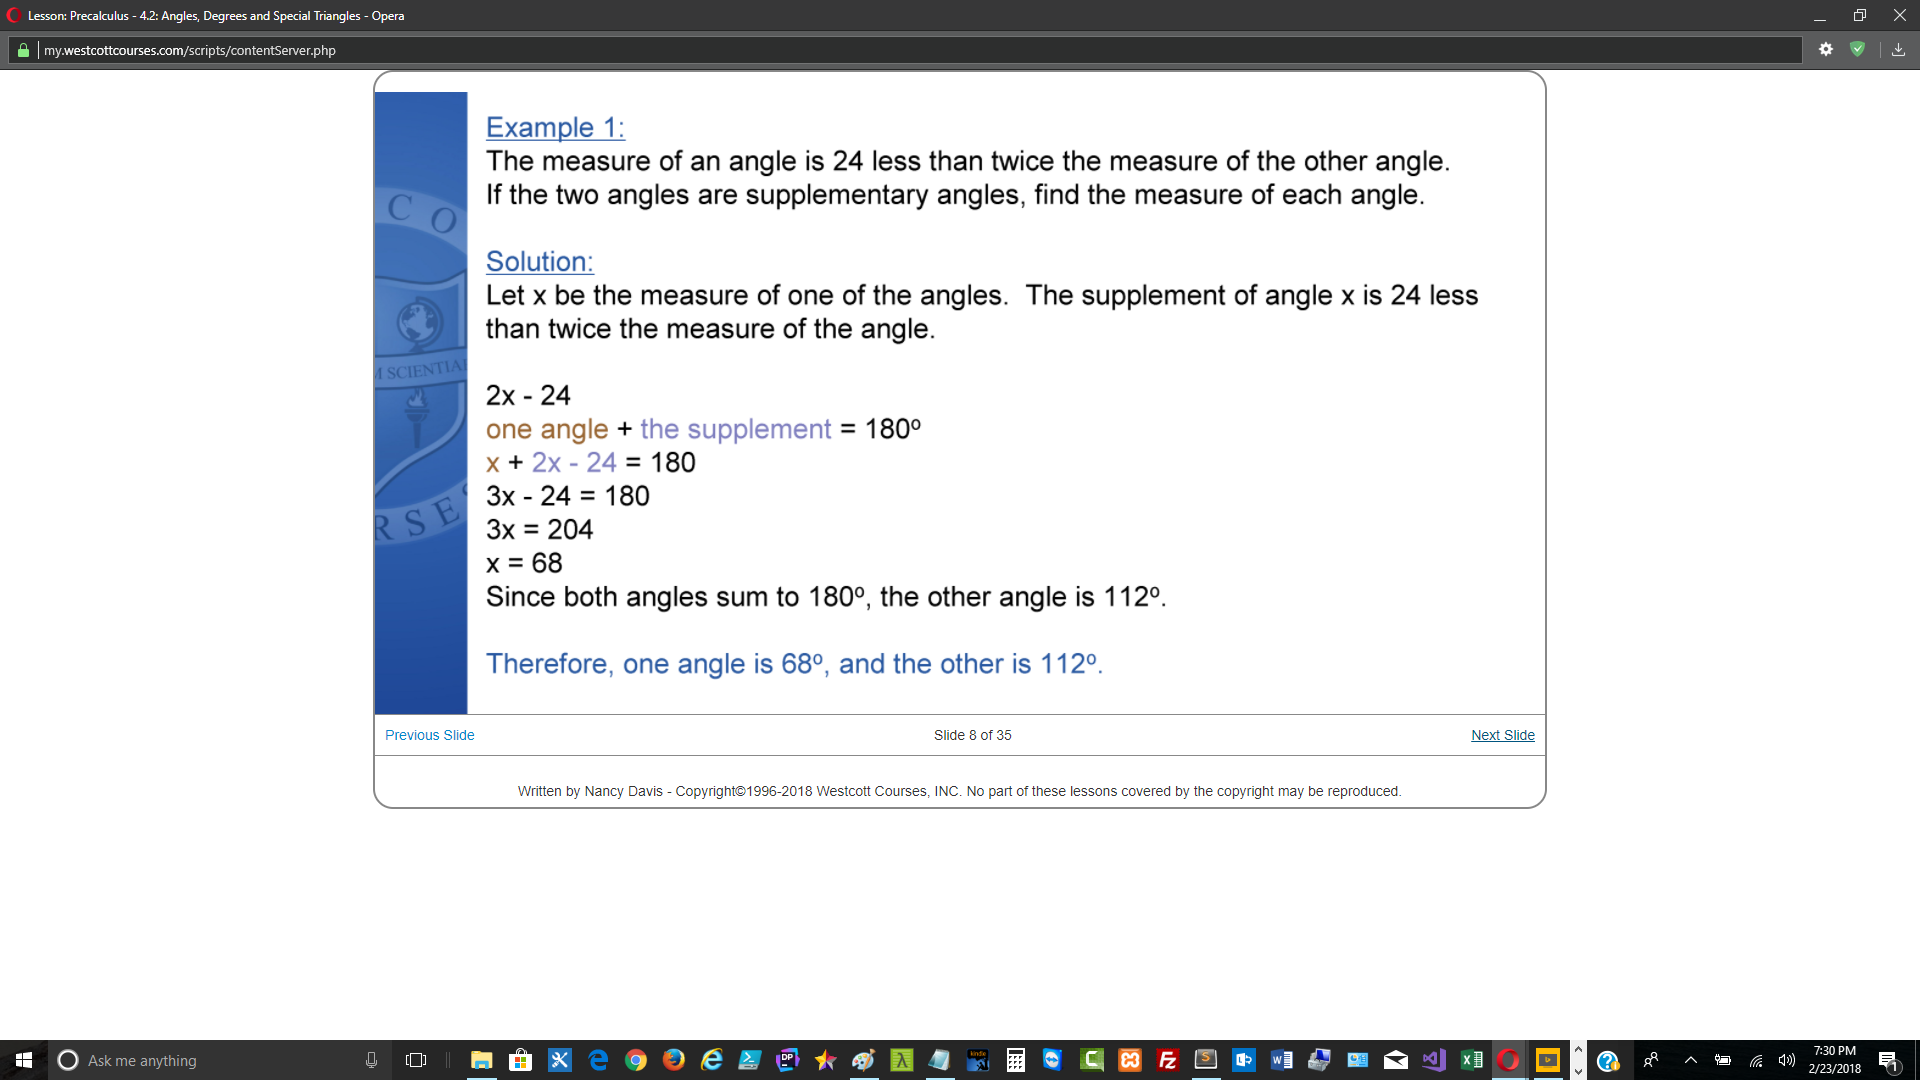 Lesson: Precalculus - 4.2: Angles, Degrees and Special Triangles - Opera
my.westcottcourses.com/scripts/contentServer.php
Example 1:
The measure of an angle is 24 less than twice the measure of the other angle.
If the two angles are supplementary angles, find the measure of each angle.
Solution:
Let x be the measure of one of the angles.  The supplement of angle x is 24 less
than twice the measure of the angle.
2x - 24
one angle + the supplement = 180º
x + 2x - 24 = 180
3x - 24 = 180
3x = 204
x = 68
Since both angles sum to 180º, the other angle is 112º.
Therefore, one angle is 68º, and the other is 112º.
C O
M SCIENTIA
R S E S
Previous Slide
Slide 8 of 35
Next Slide
Written by Nancy Davis - Copyright©1996-2018 Westcott Courses, INC. No part of these lessons covered by the copyright may be reproduced.
Ask me anything
7:30 PM
2/23/2018
1